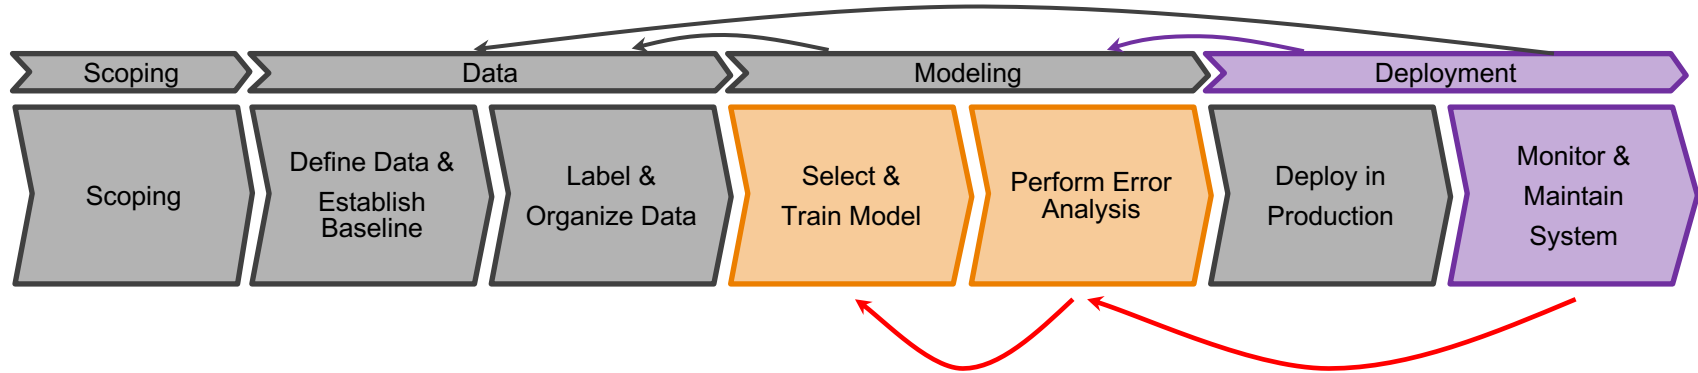 Scoping
Data
Modeling
Deployment
Scoping
Define Data &
Establish
Baseline
Label &
Organize Data
Select &
Train Model
Perform Error
Analysis
Deploy in
Production
Monitor &
Maintain
System